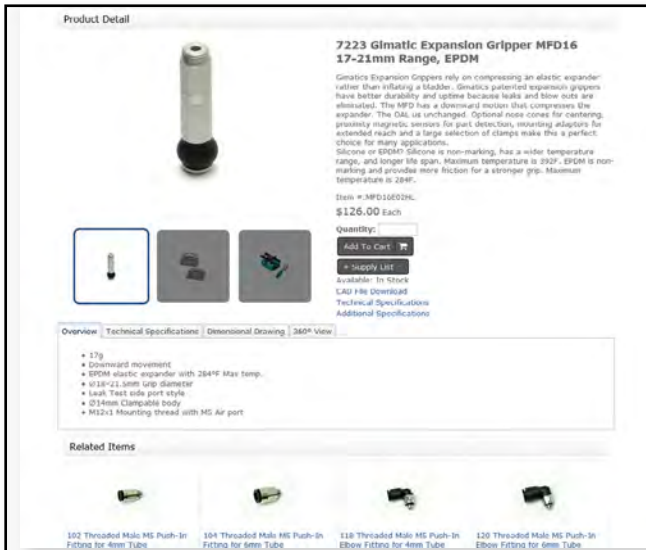 Product Detail
7223 Gimatic Expansion Gripper MFD16
17-21mm Range, EPDM
Gimatics Expansion Grippers rely on compressing an elastic expander
rather than inflating a bladder. Gimatics patented expansion grippers
have better durability and uptime because leaks and blow outs are
eliminated. The MFD has a downward motion that compresses the
expander. The OAL is unchanged. Optional nose cones for centering,
proximity magnetic sensors for part detection, mounting adaptors for
extended reach and a large selection of clamps make this a perfect
choice for many applications.
Silicone or EPDM? Silicone is non-marking, has a wider temperature
range, and longer life span. Maximum temperature is 392F. EPDM is non-
marking and provides more friction for a stronger grip. Maximum
temperature is 284F.
Item #:MFD16E02HL
$126.00 Each
Quantity:
Add To Cart
+ Supply List
Available: In Stock
CAD File Download
Technical Specifications
Additional Specifications
Overview Technical Specifications Dimensional Drawing 360º View
17g
Downward movement
EPDM elastic expander with 284ºF Max temp.
Ø18-21.5mm Grip diameter
Leak Test side port style
Ø14mm Clampable body
M12x1 Mounting thread with M5 Air port
Related Items
102 Threaded Male M5 Push-In
Fitting for 4mm Tube
104 Threaded Male M5 Push-In
Fitting for 6mm Tube
118 Threaded Male M5 Push-In
Elbow Fitting for 4mm Tube
120 Threaded Male M5 Push-In
Elbow Fitting for 6mm Tube